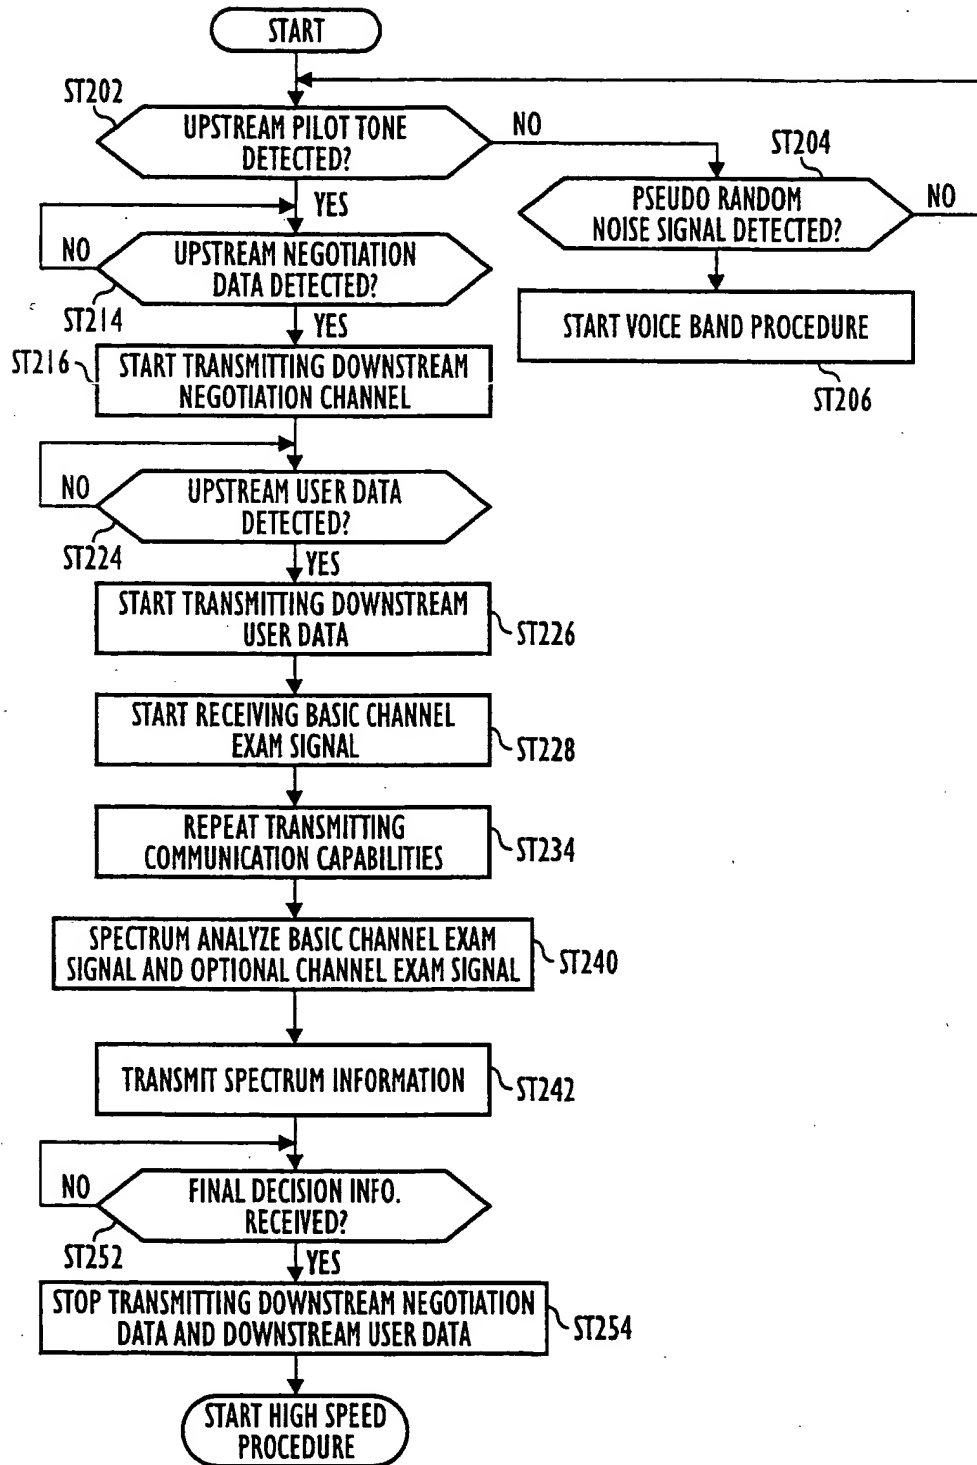 START
ST202
UPSTREAM PILOT TONE
DETECTED?
NO
YES
ST204
PSEUDO RANDOM
NOISE SIGNAL DETECTED?
NO
START VOICE BAND PROCEDURE
ST206
NO
UPSTREAM NEGOTIATION
DATA DETECTED?
ST214
YES
ST216
START TRANSMITTING DOWNSTREAM
NEGOTIATION CHANNEL
NO
UPSTREAM USER DATA
DETECTED?
ST224
YES
START TRANSMITTING DOWNSTREAM
USER DATA
ST226
START RECEIVING BASIC CHANNEL
EXAM SIGNAL
ST228
REPEAT TRANSMITTING
COMMUNICATION CAPABILITIES
ST234
SPECTRUM ANALYZE BASIC CHANNEL EXAM
SIGNAL AND OPTIONAL CHANNEL EXAM SIGNAL
ST240
TRANSMIT SPECTRUM INFORMATION
ST242
NO
FINAL DECISION INFO.
RECEIVED?
ST252
YES
STOP TRANSMITTING DOWNSTREAM NEGOTIATION
DATA AND DOWNSTREAM USER DATA
ST254
START HIGH SPEED
PROCEDURE